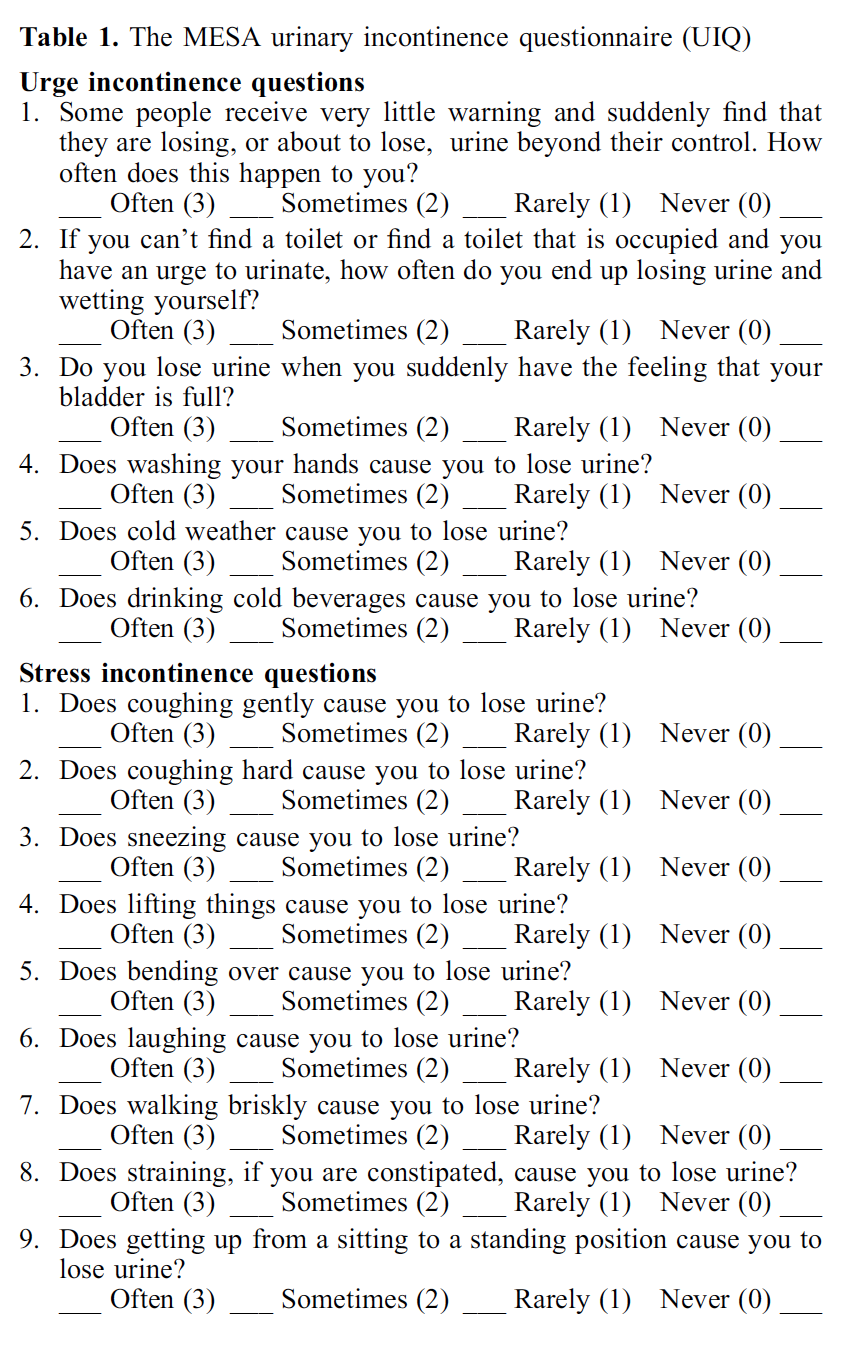 Table 1. The MESA urinary incontinence questionnaire (UIQ)
Urge incontinence questions
1. Some people receive very little warning and suddenly find that
they are losing, or about to lose, urine beyond their control. How
often does this happen to you?
___ Often (3) ___ Sometimes (2) ___ Rarely (1) Never (0) ___
2. If you can't find a toilet or find a toilet that is occupied and you
have an urge to urinate, how often do you end up losing urine and
wetting yourself?
___ Often (3) ___ Sometimes (2) ___ Rarely (1) Never (0) ___
3. Do you lose urine when you suddenly have the feeling that your
bladder is full?
___ Often (3) ___ Sometimes (2) ___ Rarely (1) Never (0) ___
4. Does washing your hands cause you to lose urine?
___ Often (3) ___ Sometimes (2) ___ Rarely (1) Never (0) ___
5. Does cold weather cause you to lose urine?
___ Often (3) ___ Sometimes (2) ___ Rarely (1) Never (0) ___
6. Does drinking cold beverages cause you to lose urine?
___ Often (3) ___ Sometimes (2) ___ Rarely (1) Never (0) ___
Stress incontinence questions
1. Does coughing gently cause you to lose urine?
___ Often (3) ___ Sometimes (2) ___ Rarely (1) Never (0) ___
2. Does coughing hard cause you to lose urine?
___ Often (3) ___ Sometimes (2) ___ Rarely (1) Never (0) ___
3. Does sneezing cause you to lose urine?
___ Often (3) ___ Sometimes (2) ___ Rarely (1) Never (0) ___
4. Does lifting things cause you to lose urine?
___ Often (3) ___ Sometimes (2) ___ Rarely (1) Never (0) ___
5. Does bending over cause you to lose urine?
___ Often (3) ___ Sometimes (2) ___ Rarely (1) Never (0) ___
6. Does laughing cause you to lose urine?
___ Often (3) ___ Sometimes (2) ___ Rarely (1) Never (0) ___
7. Does walking briskly cause you to lose urine?
___ Often (3) ___ Sometimes (2) ___ Rarely (1) Never (0) ___
8. Does straining, if you are constipated, cause you to lose urine?
___ Often (3) ___ Sometimes (2) ___ Rarely (1) Never (0) ___
9. Does getting up from a sitting to a standing position cause you to
lose urine?
___ Often (3) ___ Sometimes (2) ___ Rarely (1) Never (0) ___